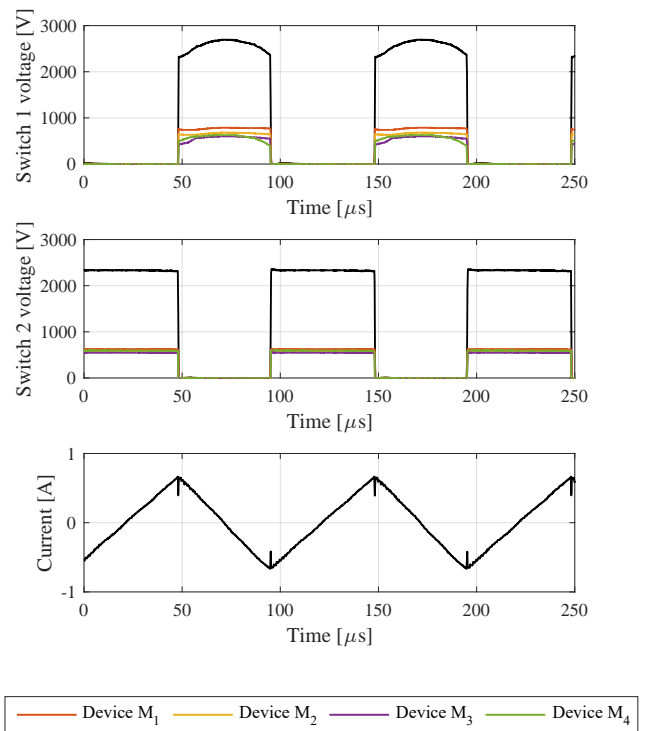 Switch 1 voltage [V]
3000
2000
1000
0
0 50 100 150 200 250
Time [μs]
Switch 2 voltage [V]
3000
2000
1000
0
0 50 100 150 200 250
Time [μs]
Current [A]
1
0
-1
0 50 100 150 200 250
Time [μs]
Device M₁ Device M₂ Device M₃ Device M₄